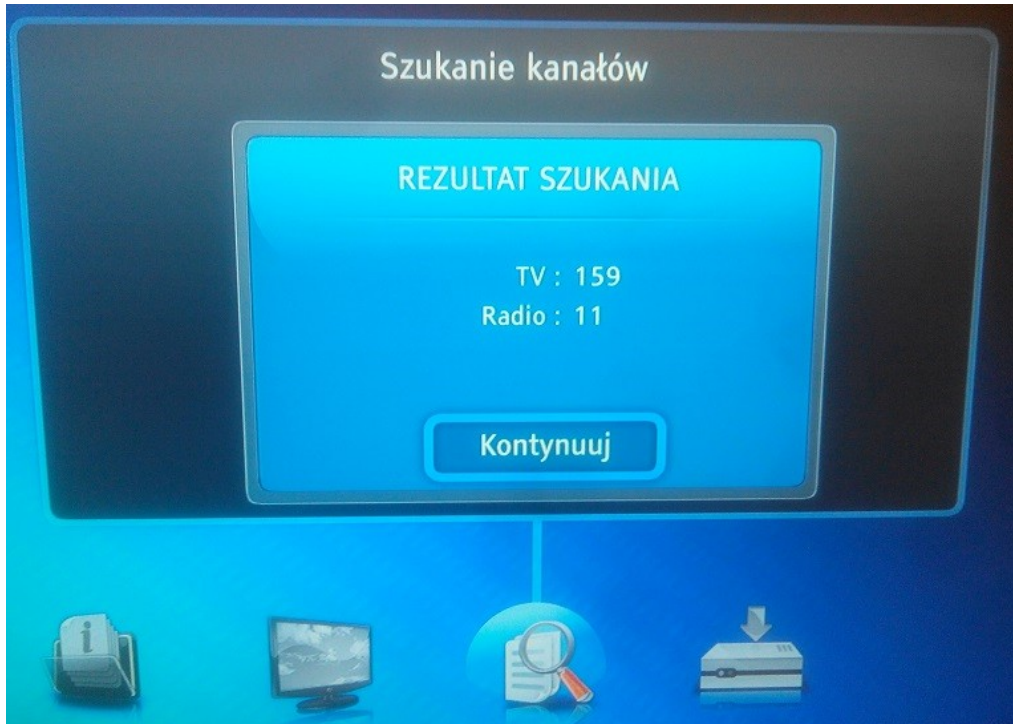 Szukanie kanałów
REZULTAT SZUKANIA
TV : 159
Radio : 11
Kontynuuj
i